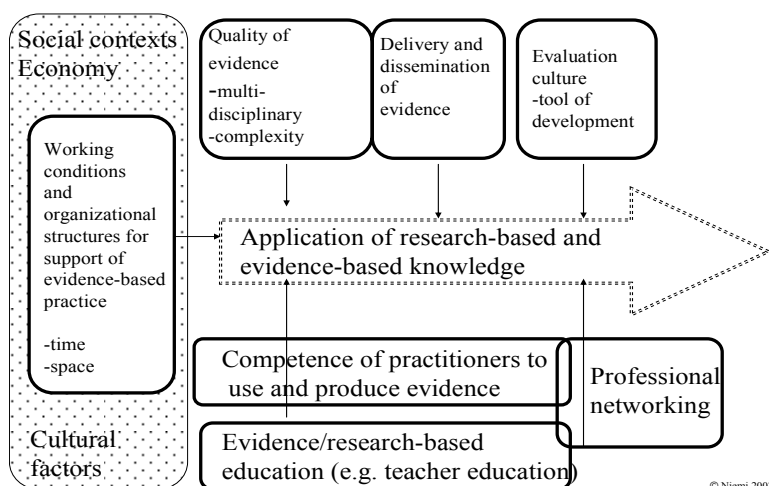 Social contexts
Economy
Working
conditions
and
organizational
structures for
support of
evidence-based
practice
-time
-space
Cultural
factors
Quality of
evidence
-multi-
disciplinary
-complexity
Delivery and
dissemination
of
evidence
Evaluation
culture
-tool of
development
Application of research-based and
evidence-based knowledge
Competence of practitioners to
use and produce evidence
Professional
networking
Evidence/research-based
education (e.g. teacher education)
© Niemi